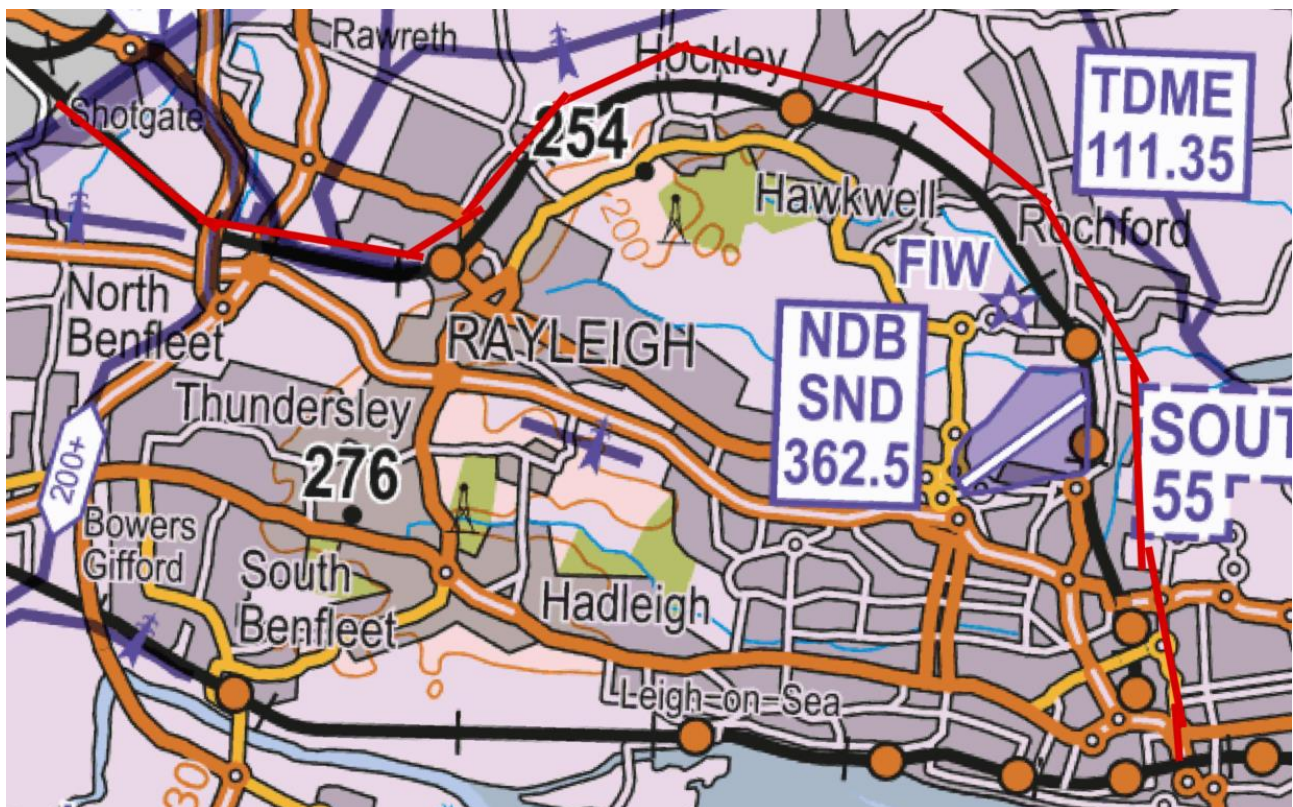 Rawreth
Hockley
TDME
111.35
Shotgate
254
Hawkwell
Rochford
200
FIW
North
Benfleet
RAYLEIGH
NDB
SND
362.5
Thundersley
276
SOUT
55
200+
Bowers
Gifford
South
Benfleet
Hadleigh
Leigh-on-Sea
30